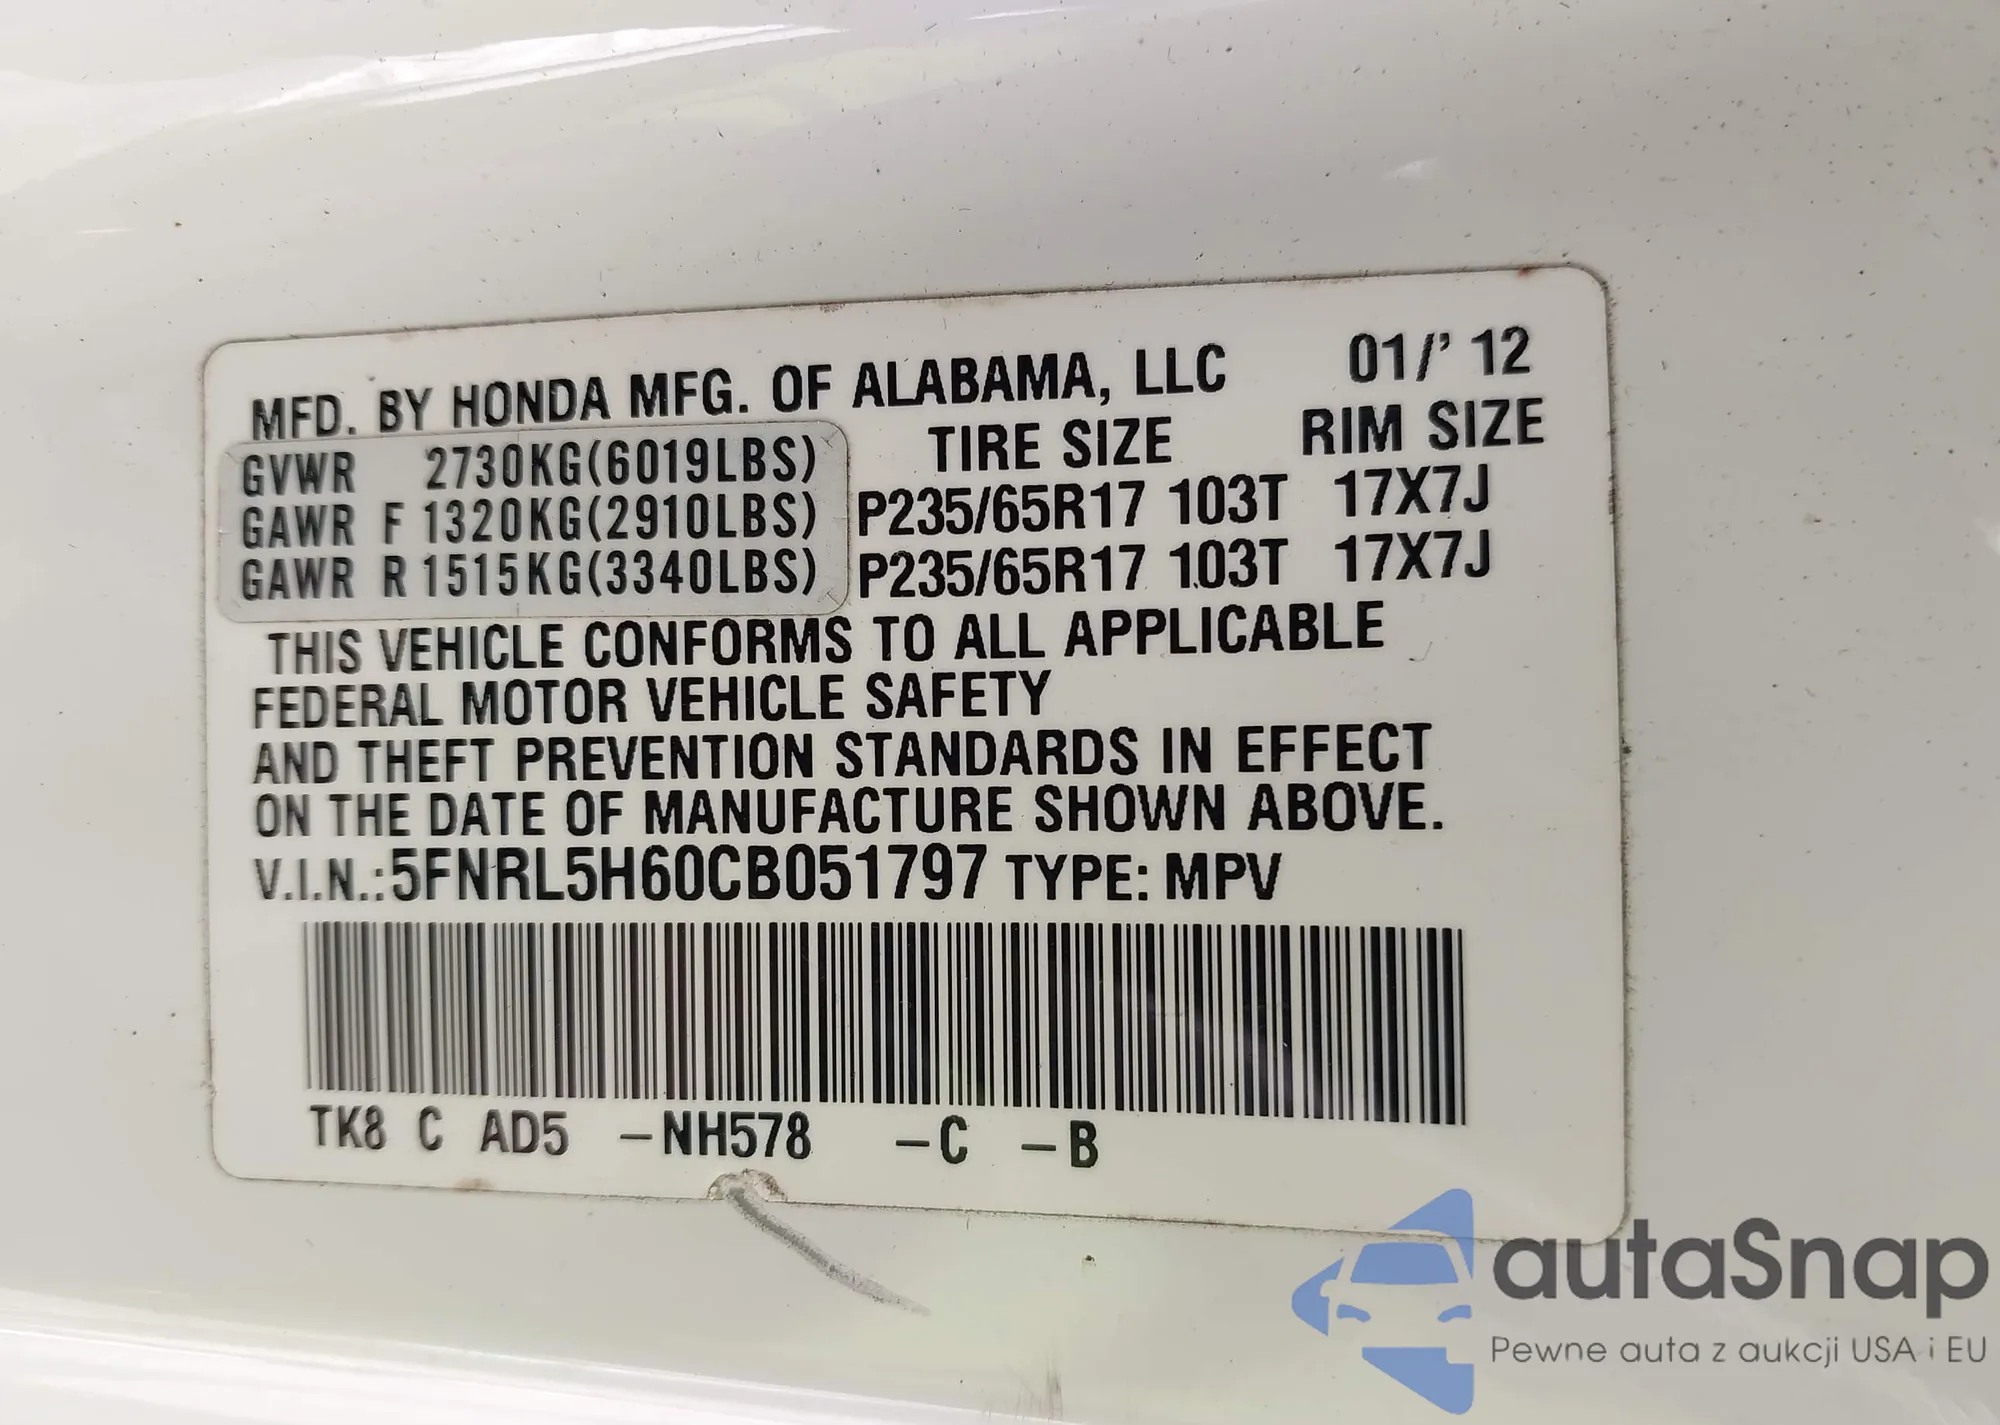 MFD. BY HONDA MFG. OF ALABAMA, LLC 01/' 12
TIRE SIZE RIM SIZE
GVWR 2730KG(6019LBS)
GAWR F 1320KG(2910LBS) P235/65R17 103T 17X7J
GAWR R 1515KG(3340LBS) P235/65R17 103T 17X7J
THIS VEHICLE CONFORMS TO ALL APPLICABLE
FEDERAL MOTOR VEHICLE SAFETY
AND THEFT PREVENTION STANDARDS IN EFFECT
ON THE DATE OF MANUFACTURE SHOWN ABOVE.
V.I.N.:5FNRL5H60CB051797 TYPE: MPV
TK8 C AD5 –NH578 –C –B
autaSnap
Pewne auta z aukcji USA i EU